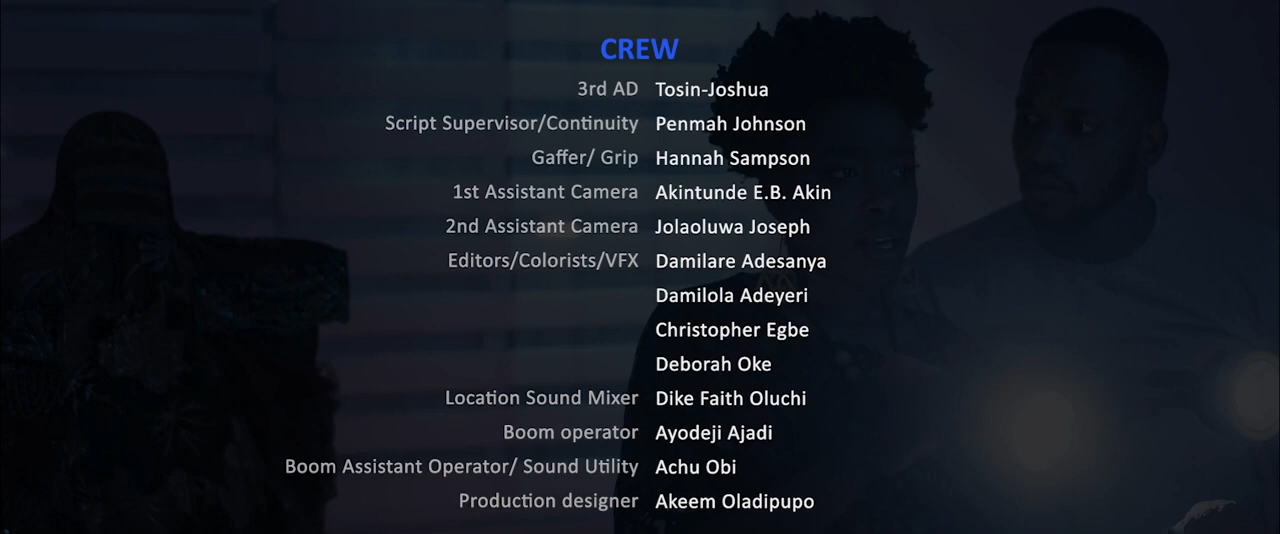 CREW
3rd AD Tosin-Joshua
Script Supervisor/Continuity Penmah Johnson
Gaffer/ Grip Hannah Sampson
1st Assistant Camera Akintunde E.B. Akin
2nd Assistant Camera Jolaoluwa Joseph
Editors/Colorists/VFX Damilare Adesanya
Damilola Adeyeri
Christopher Egbe
Deborah Oke
Location Sound Mixer Dike Faith Oluchi
Boom operator Ayodeji Ajadi
Boom Assistant Operator/ Sound Utility Achu Obi
Production designer Akeem Oladipupo